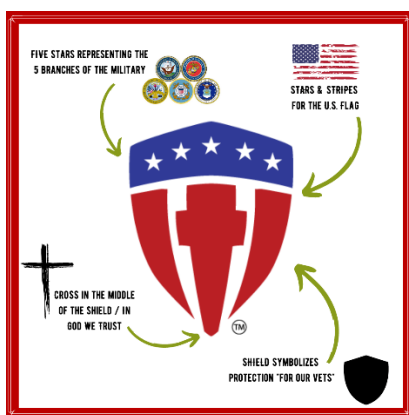 FIVE STARS REPRESENTING THE
5 BRANCHES OF THE MILITARY
STARS & STRIPES
FOR THE U.S. FLAG
CROSS IN THE MIDDLE
OF THE SHIELD / IN
GOD WE TRUST
TM
SHIELD SYMBOLIZES
PROTECTION "FOR OUR VETS"